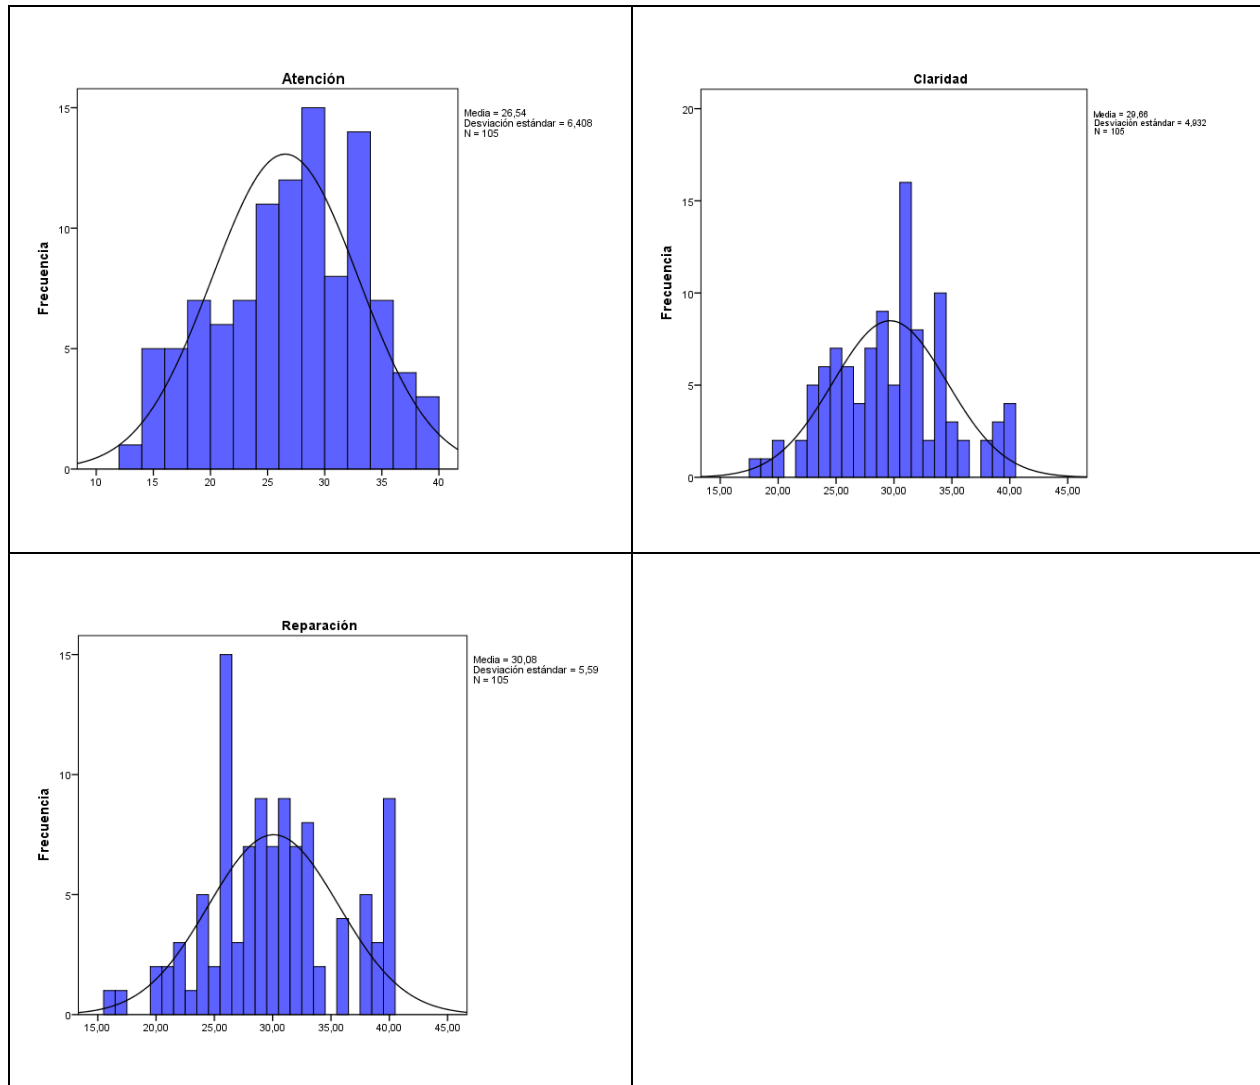 Atención
Media = 26,54
Desviación estándar = 6,408
N = 105
Frecuencia
15
10
5
0
10 15 20 25 30 35 40
Claridad
Media = 29,66
Desviación estándar = 4,932
N = 105
Frecuencia
20
15
10
5
0
15,00 20,00 25,00 30,00 35,00 40,00 45,00
Reparación
Media = 30,08
Desviación estándar = 5,59
N = 105
Frecuencia
15
10
5
0
15,00 20,00 25,00 30,00 35,00 40,00 45,00